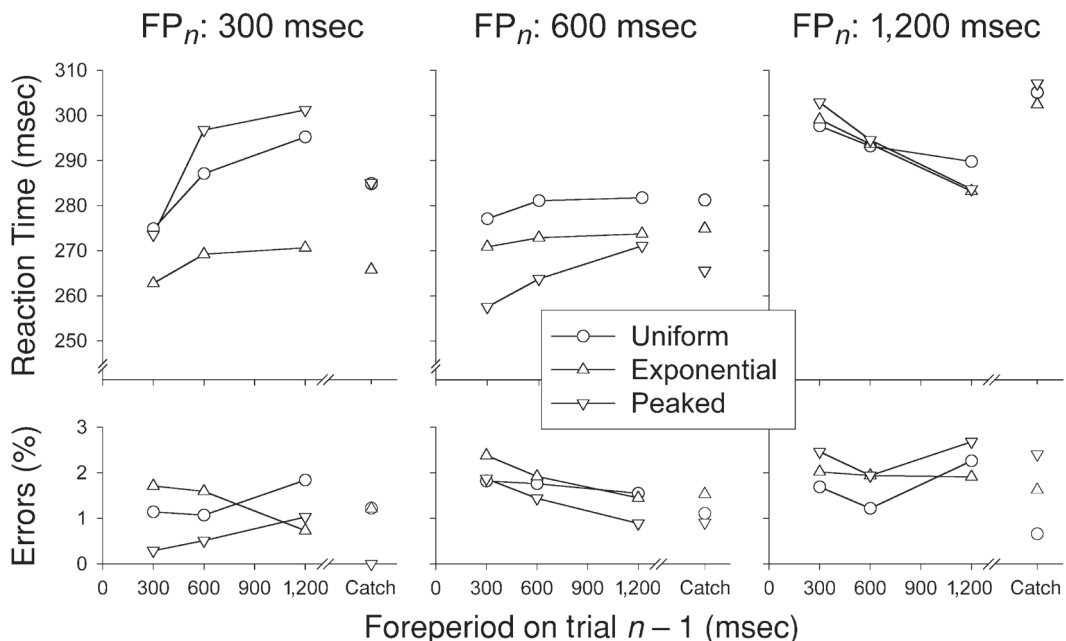 FPn: 300 msec
FPn: 600 msec
FPn: 1,200 msec
Reaction Time (msec)
310
300
290
280
270
260
250
Uniform
Exponential
Peaked
Errors (%)
3
2
1
0
0 300 600 900 1,200 Catch
0 300 600 900 1,200 Catch
0 300 600 900 1,200 Catch
Foreperiod on trial n – 1 (msec)